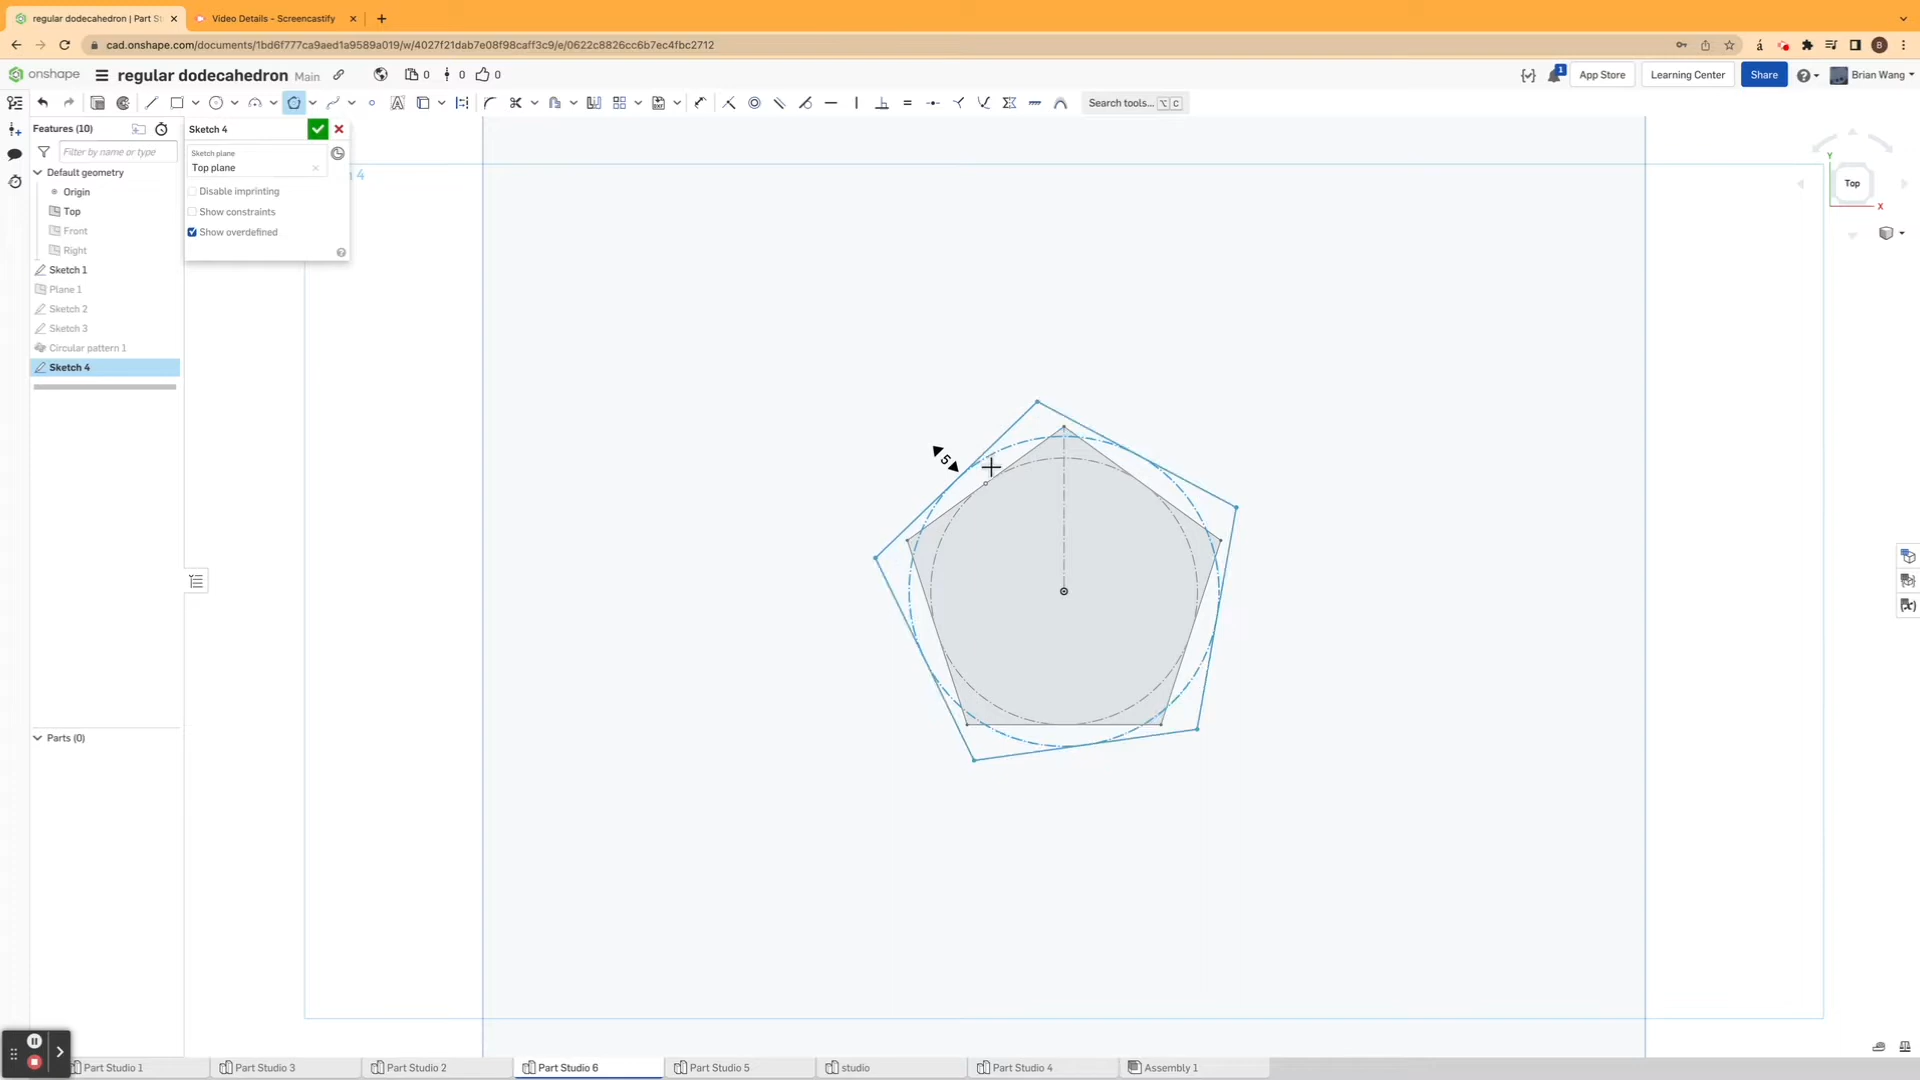 regular dodecahedron | Part St
Video Details - Screencastify
cad.onshape.com/documents/1bd6f777ca9aed1a9589a019/w/4027f21dab7e08f98caff3c9/e/0622c8826cc6b7ec4fbc2712
B
onshape
regular dodecahedron Main
0 0 0
1
App Store
Learning Center
Share
Brian Wang
Search tools... ⌥ C
Features (10)
Filter by name or type
Default geometry
Origin
Top
Front
Right
Sketch 1
Plane 1
Sketch 2
Sketch 3
Circular pattern 1
Sketch 4
Parts (0)
Sketch 4
Sketch plane
Top plane
Disable imprinting
Show constraints
Show overdefined
h 4
5
Y
Top
X
Part Studio 1
Part Studio 3
Part Studio 2
Part Studio 6
Part Studio 5
studio
Part Studio 4
Assembly 1